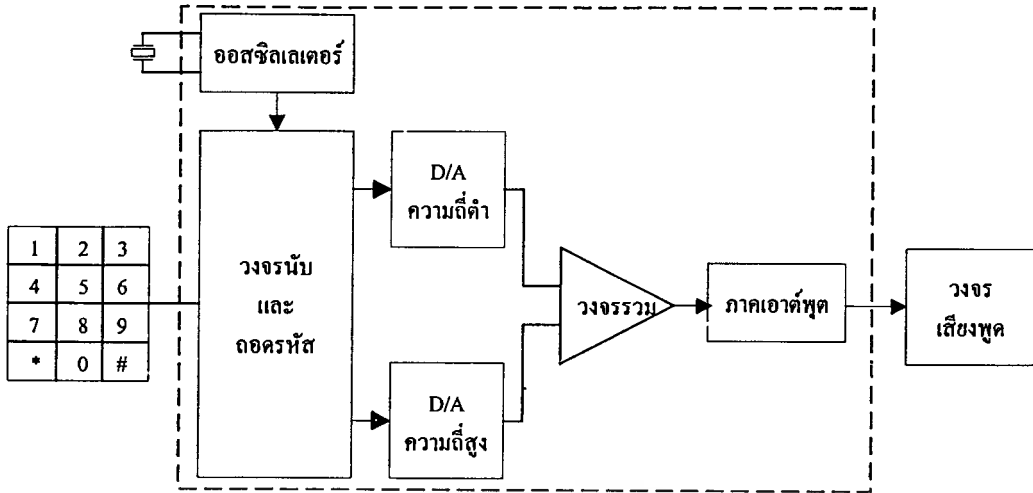 ออสซิลเลเตอร์
D/A
ความถี่ต่ำ
1 2 3
4 5 6
7 8 9
* 0 #
วงจรนับ
และ
ถอดรหัส
วงจรรวม
ภาคเอาต์พุต
วงจร
เสียงพูด
D/A
ความถี่สูง